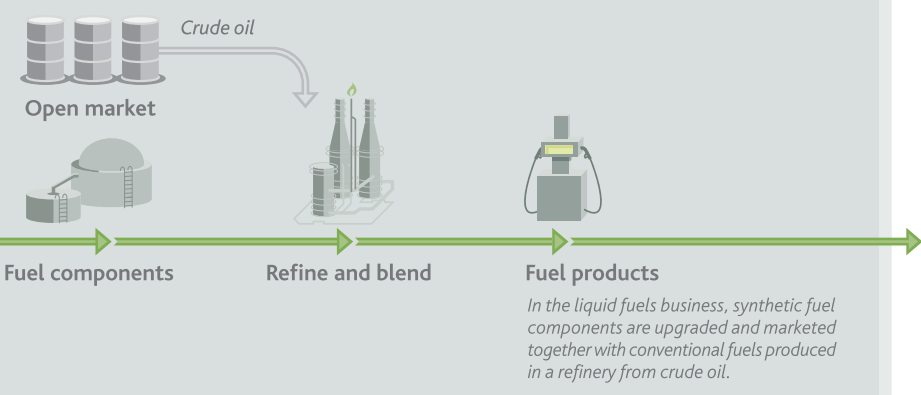 Crude oil
Open market
Fuel components
Refine and blend
Fuel products
In the liquid fuels business, synthetic fuel
components are upgraded and marketed
together with conventional fuels produced
in a refinery from crude oil.